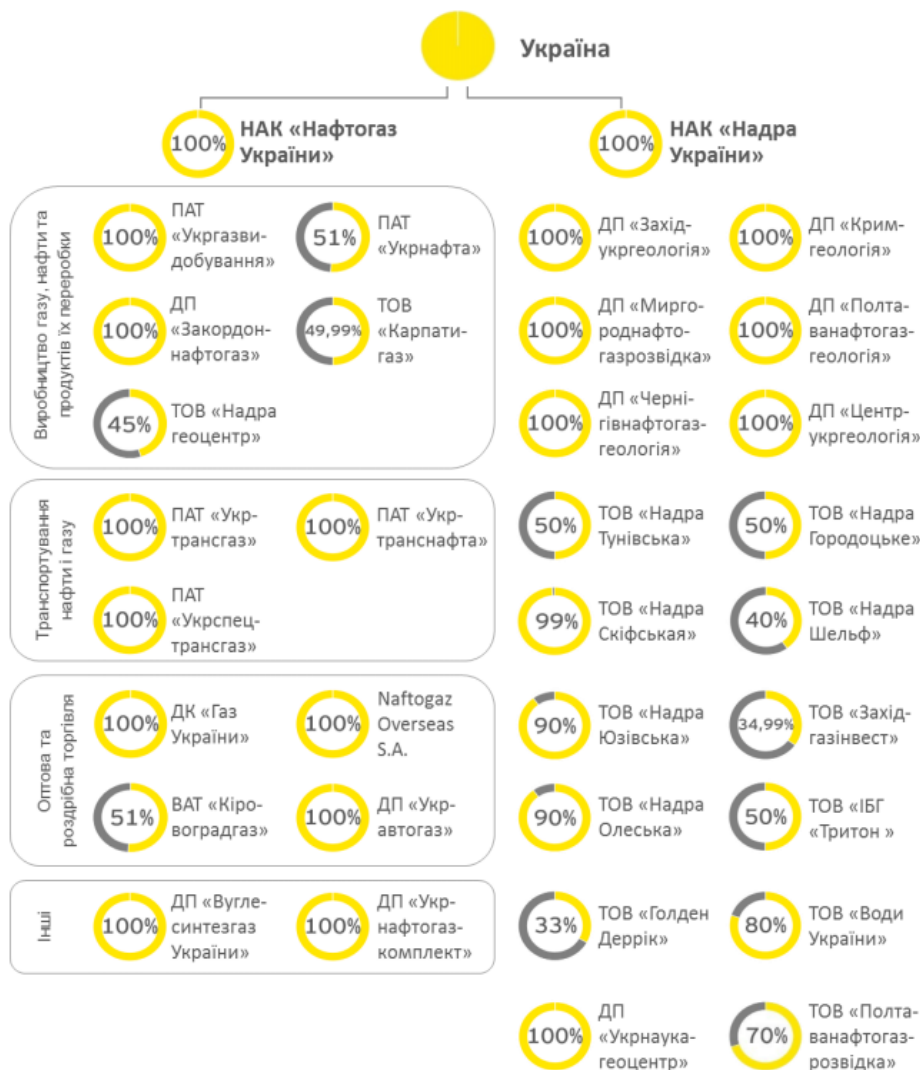 Україна
100%
НАК «Нафтогаз
України»
100%
НАК «Надра
України»
Виробництво газу, нафти та
продуктів їх переробки
100%
ПАТ
«Укргазви-
добування»
51%
ПАТ
«Укрнафта»
100%
ДП
«Закордон-
нафтогаз»
49,99%
ТОВ
«Карпати-
газ»
45%
ТОВ «Надра
геоцентр»
Транспортування
нафти і газу
100%
ПАТ «Укр-
трансгаз»
100%
ПАТ «Укр-
транснафта»
100%
ПАТ
«Укрспец-
трансгаз»
Оптова та
роздрібна торгівля
100%
ДК «Газ
України»
100%
Naftogaz
Overseas
S.A.
51%
ВАТ «Кіро-
воградгаз»
100%
ДП «Укр-
автогаз»
Інші
100%
ДП «Вугле-
синтезгаз
України»
100%
ДП «Укр-
нафтогаз-
комплект»
100%
ДП «Захід-
укргеологія»
100%
ДП «Крим-
геологія»
100%
ДП «Мирго-
роднафто-
газрозвідка»
100%
ДП «Полта-
ванафтогаз-
геологія»
100%
ДП «Черні-
гівнафтогаз-
геологія»
100%
ДП «Центр-
укргеологія»
50%
ТОВ «Надра
Тунівська»
50%
ТОВ «Надра
Городоцьке»
99%
ТОВ «Надра
Скіфськая»
40%
ТОВ «Надра
Шельф»
90%
ТОВ «Надра
Юзівська»
34,99%
ТОВ «Захід-
газінвест»
90%
ТОВ «Надра
Олеська»
50%
ТОВ «ІБГ
«Тритон »
33%
ТОВ «Голден
Деррік»
80%
ТОВ «Води
України»
100%
ДП
«Укрнаука-
геоцентр»
70%
ТОВ «Полта-
ванафтогаз-
розвідка»